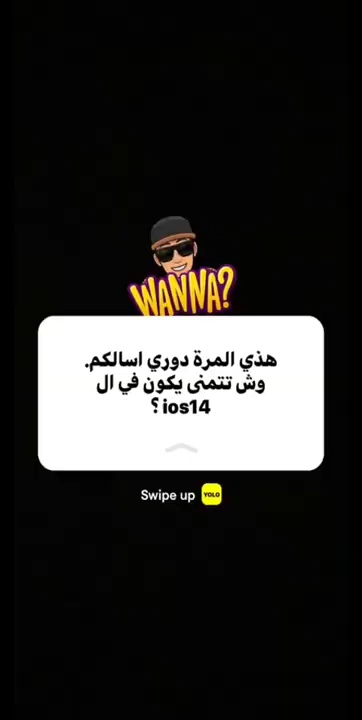 WANNA?
هذي المرة دوري اسالكم.
وش تتمنى يكون في ال
ios14 ؟
Swipe up YOLO